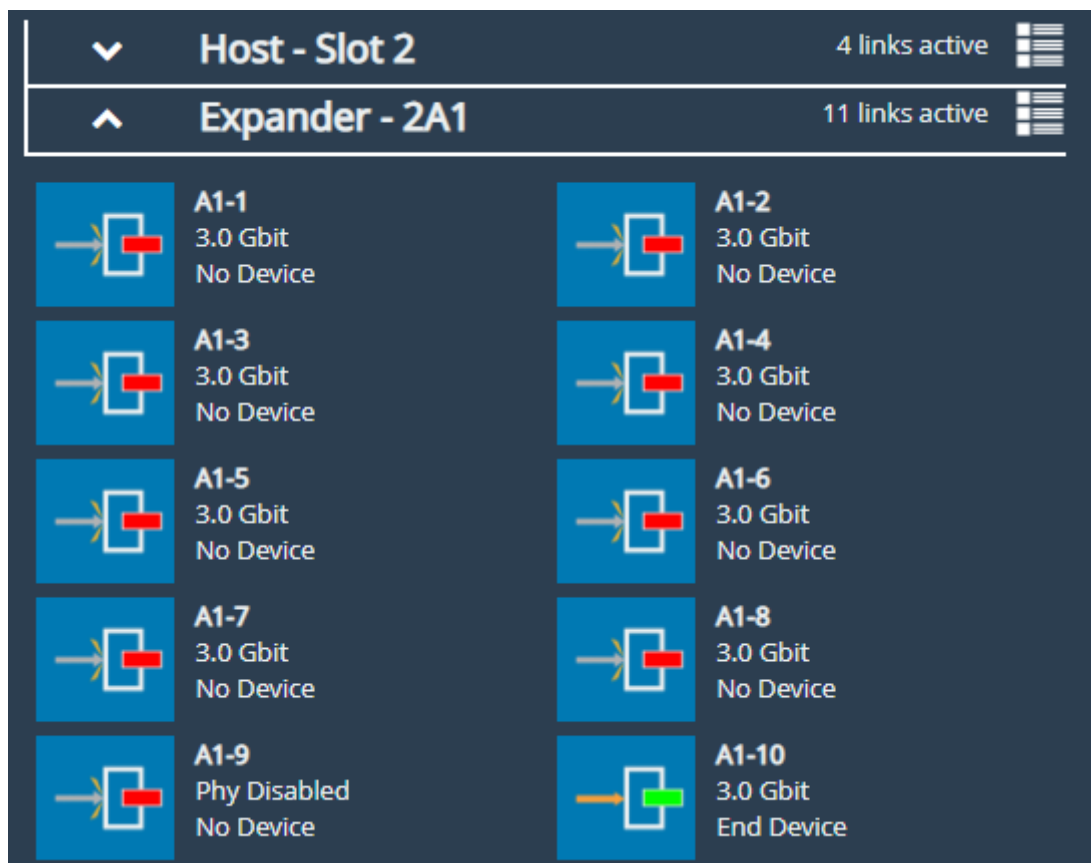 Host - Slot 2
4 links active
Expander - 2A1
11 links active
A1-1
3.0 Gbit
No Device
A1-2
3.0 Gbit
No Device
A1-3
3.0 Gbit
No Device
A1-4
3.0 Gbit
No Device
A1-5
3.0 Gbit
No Device
A1-6
3.0 Gbit
No Device
A1-7
3.0 Gbit
No Device
A1-8
3.0 Gbit
No Device
A1-9
Phy Disabled
No Device
A1-10
3.0 Gbit
End Device